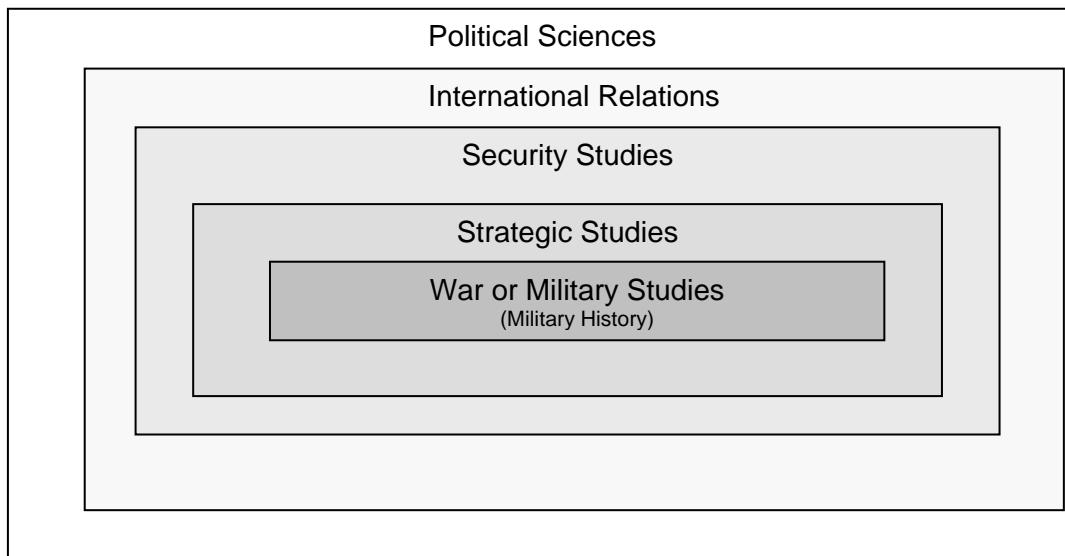 Political Sciences
International Relations
Security Studies
Strategic Studies
War or Military Studies
(Military History)